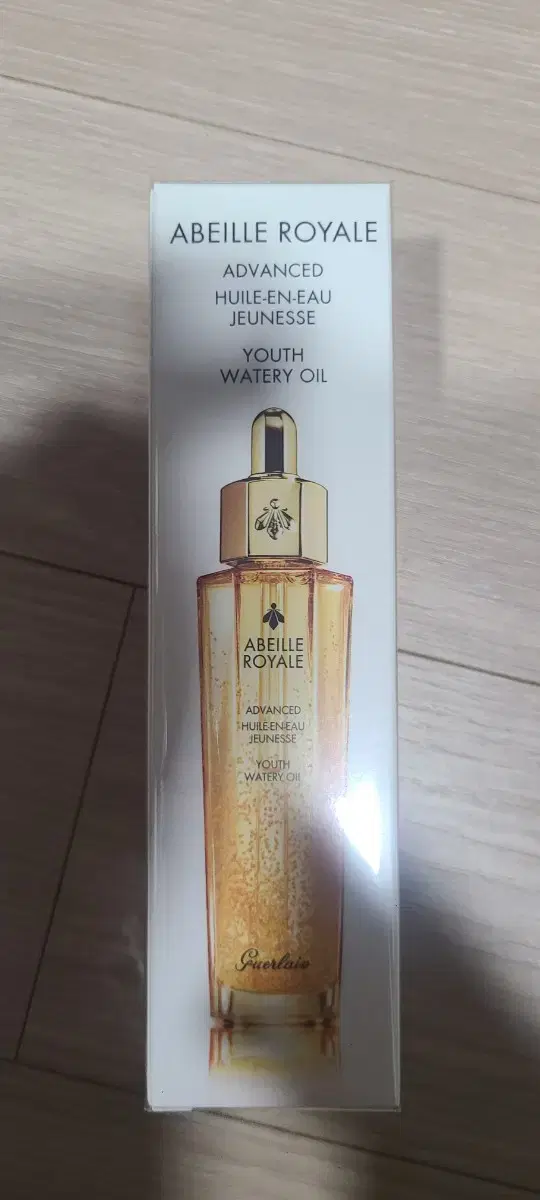 ABEILLE ROYALE
ADVANCED
HUILE-EN-EAU
JEUNESSE
YOUTH
WATERY OIL
ABEILLE
ROYALE
ADVANCED
HUILE-EN-EAU
JEUNESSE
YOUTH
WATERY OIL
Guerlain